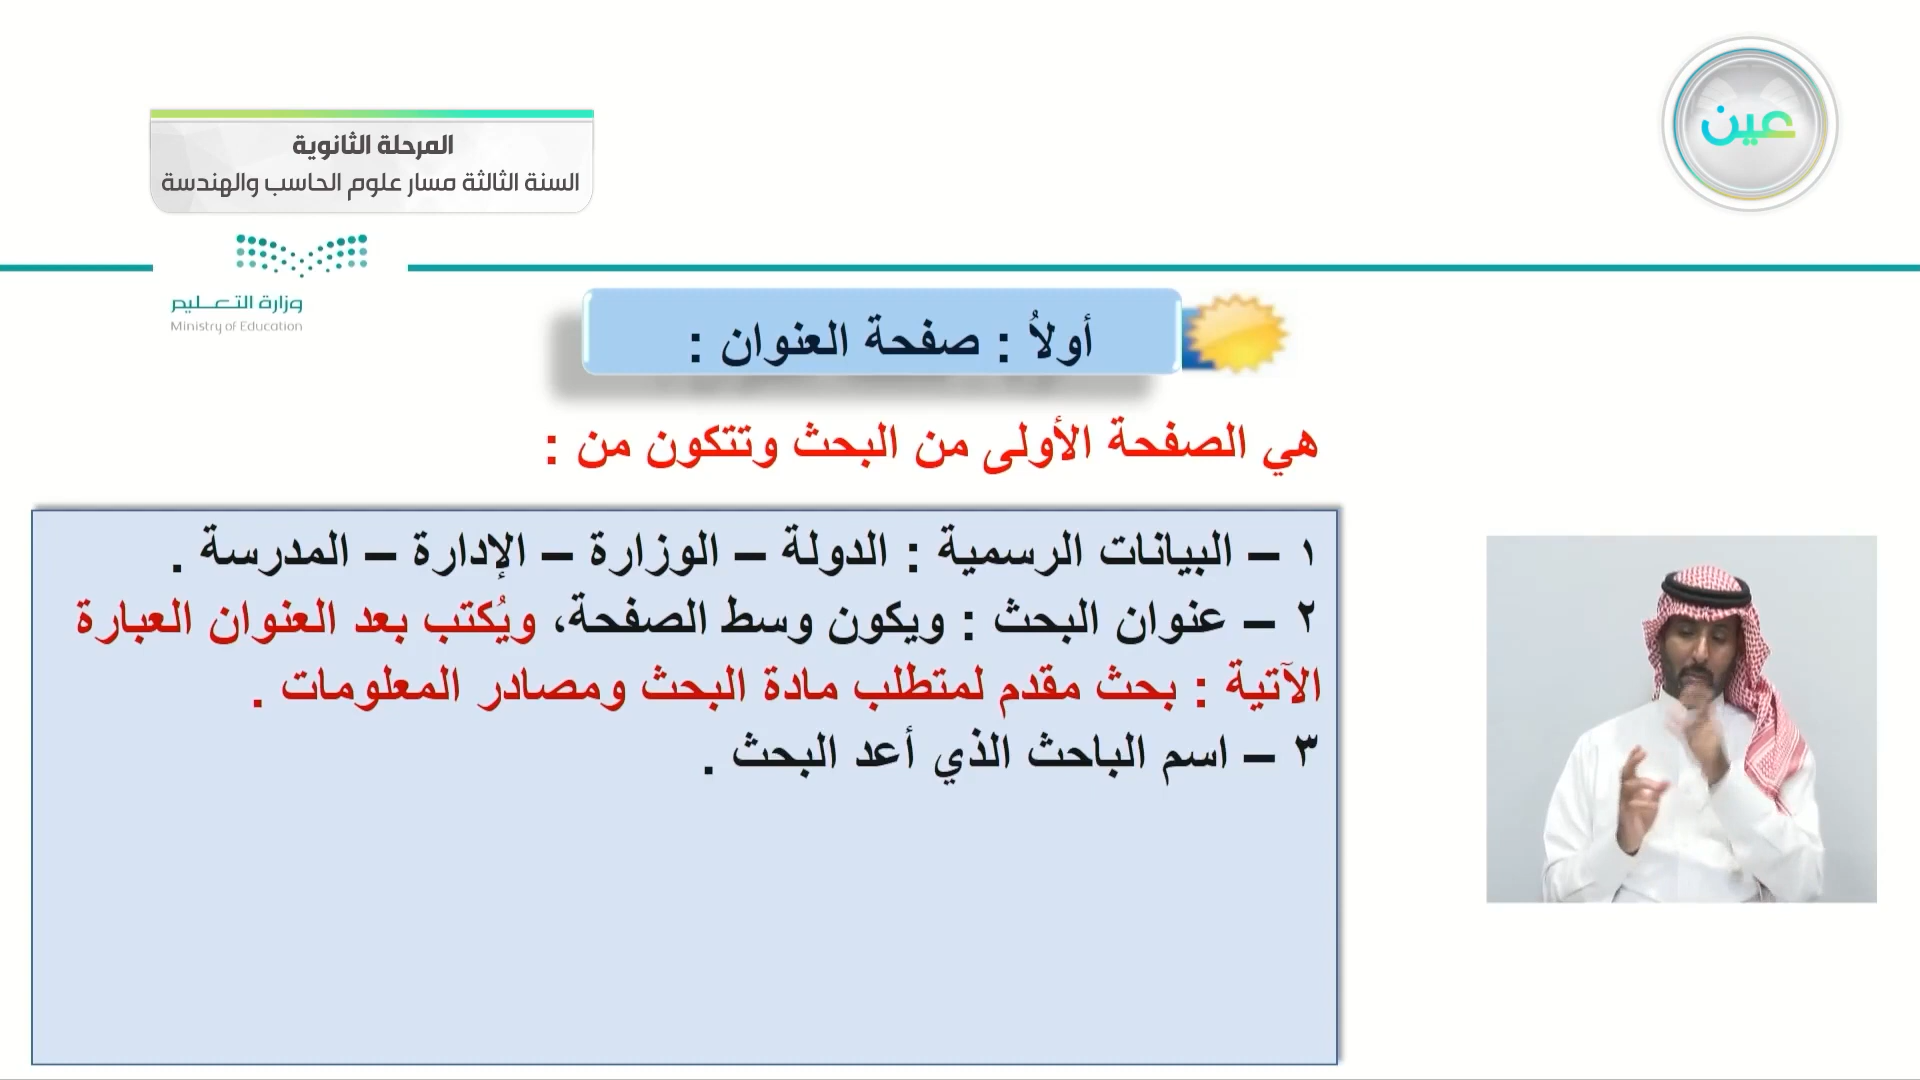 عين
المرحلة الثانوية
السنة الثالثة مسار علوم الحاسب والهندسة
وزارة التعليم
Ministry of Education
أولاُ : صفحة العنوان :
هي الصفحة الأولى من البحث وتتكون من :
١ – البيانات الرسمية : الدولة – الوزارة – الإدارة – المدرسة .
٢ – عنوان البحث : ويكون وسط الصفحة، ويُكتب بعد العنوان العبارة
الآتية : بحث مقدم لمتطلب مادة البحث ومصادر المعلومات .
٣ – اسم الباحث الذي أعد البحث .